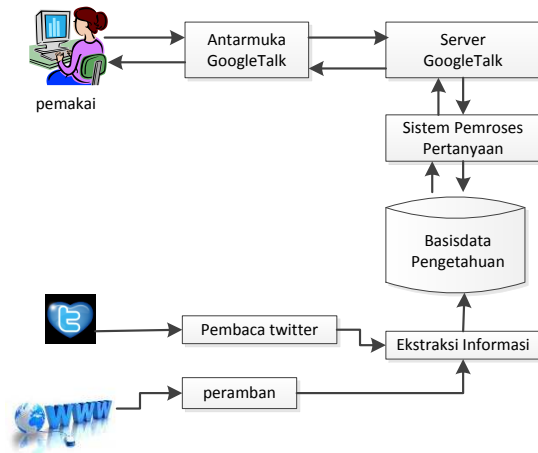 Antarmuka
GoogleTalk
Server
GoogleTalk
pemakai
Sistem Pemroses
Pertanyaan
Basisdata
Pengetahuan
t
Pembaca twitter
Ekstraksi Informasi
WWW
peramban